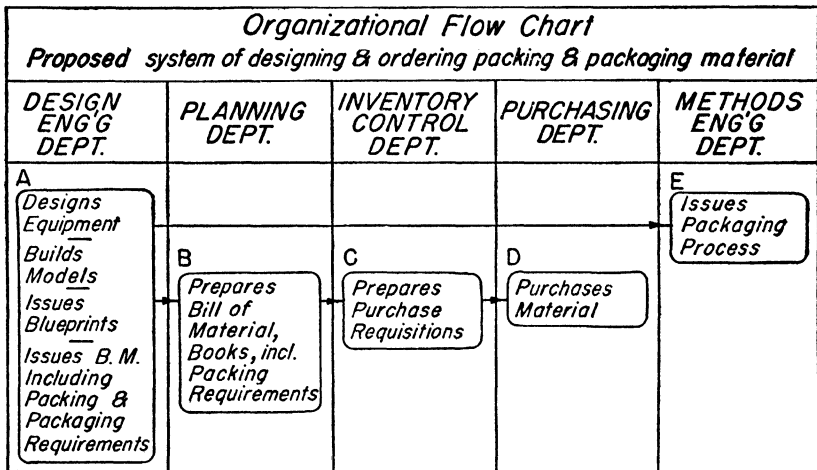 Organizational Flow Chart
Proposed system of designing & ordering packing & packaging material
DESIGN
ENG'G
DEPT.
PLANNING
DEPT.
INVENTORY
CONTROL
DEPT.
PURCHASING
DEPT.
METHODS
ENG'G
DEPT.
A
Designs
Equipment
Builds
Models
Issues
Blueprints
Issues B. M.
Including
Packing &
Packaging
Requirements
B
Prepares
Bill of
Material,
Books, incl.
Packing
Requirements
C
Prepares
Purchase
Requisitions
D
Purchases
Material
E
Issues
Packaging
Process